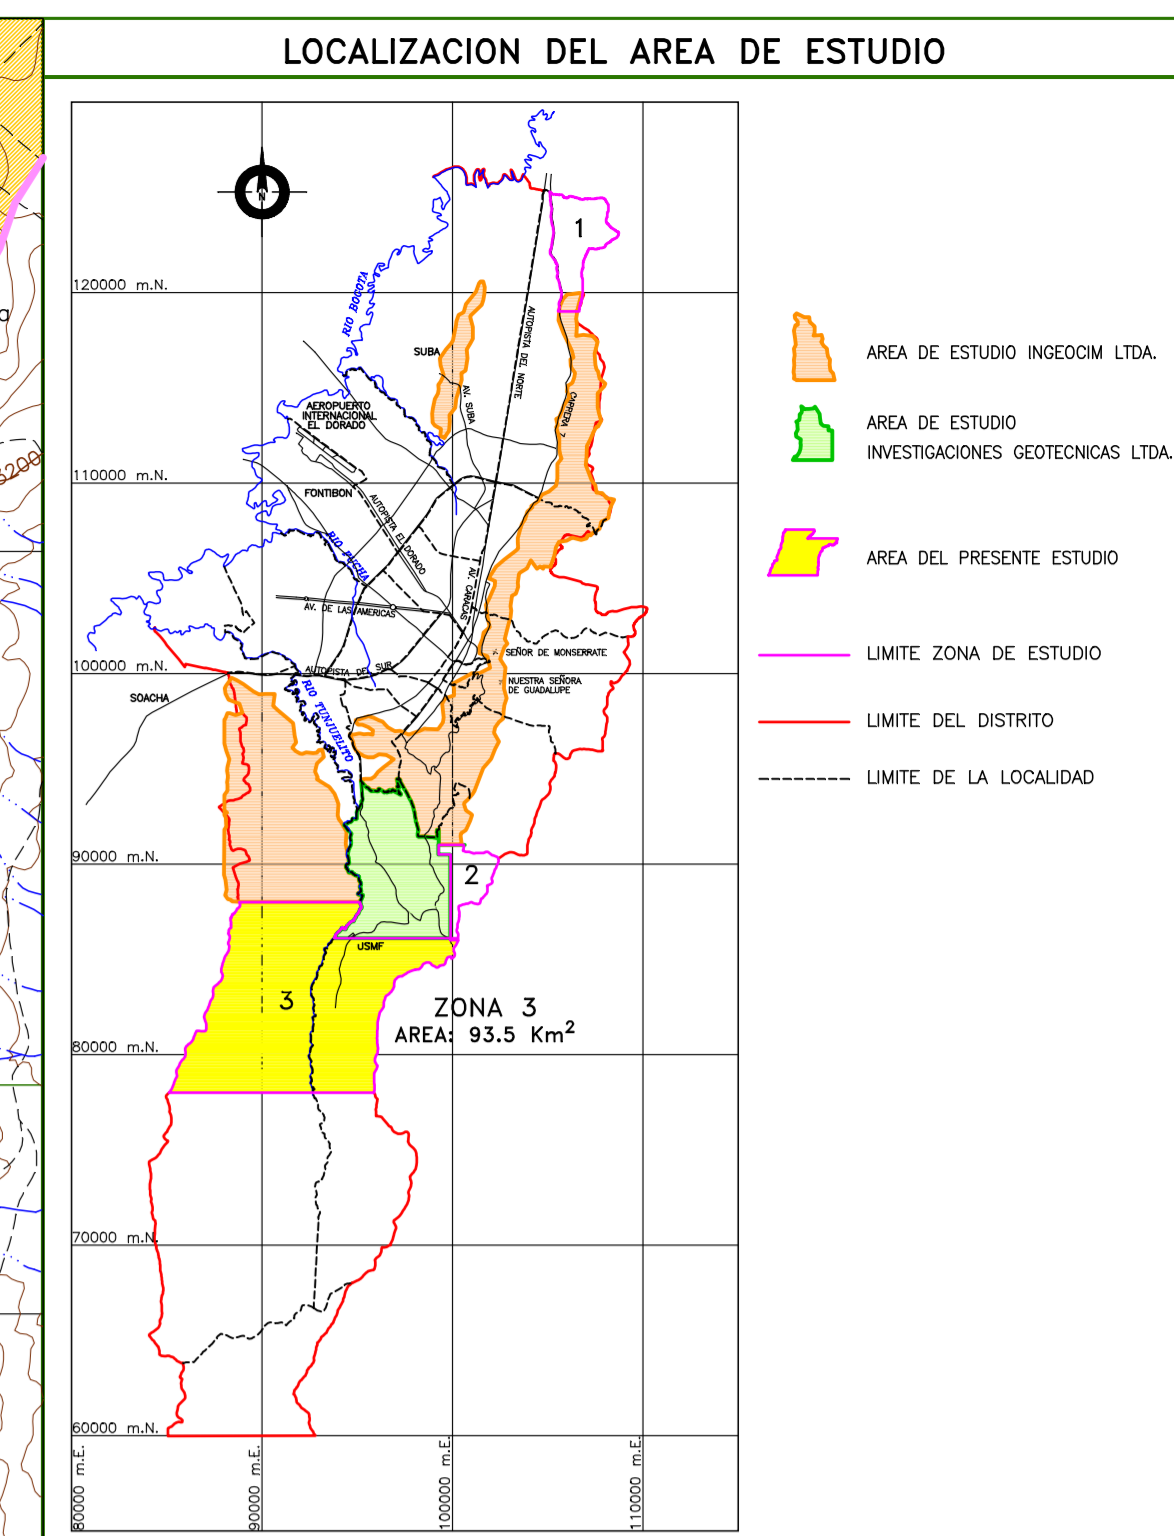 LOCALIZACION DEL AREA DE ESTUDIO
N
1
120000 m.N.
RIO BOGOTA
AUTOPISTA DEL NORTE
SUBA
AV. SUBA
CARRERA 7
AEROPUERTO
INTERNACIONAL
EL DORADO
110000 m.N.
FONTIBON
AUTOPISTA EL DORADO
RIO FUCHA
AV. CARACAS
AV. DE LAS AMERICAS
SEÑOR DE MONSERRATE
100000 m.N.
AUTOPISTA DEL SUR
NUESTRA SEÑORA
DE GUADALUPE
SOACHA
RIO TUNJUELITO
90000 m.N.
2
USMF
3
ZONA 3
AREA: 93.5 Km2
80000 m.N.
70000 m.N.
60000 m.N.
80000 m.E.
90000 m.E.
100000 m.E.
110000 m.E.
AREA DE ESTUDIO INGEOCIM LTDA.
AREA DE ESTUDIO
INVESTIGACIONES GEOTECNICAS LTDA.
AREA DEL PRESENTE ESTUDIO
LIMITE ZONA DE ESTUDIO
LIMITE DEL DISTRITO
LIMITE DE LA LOCALIDAD
a
3200